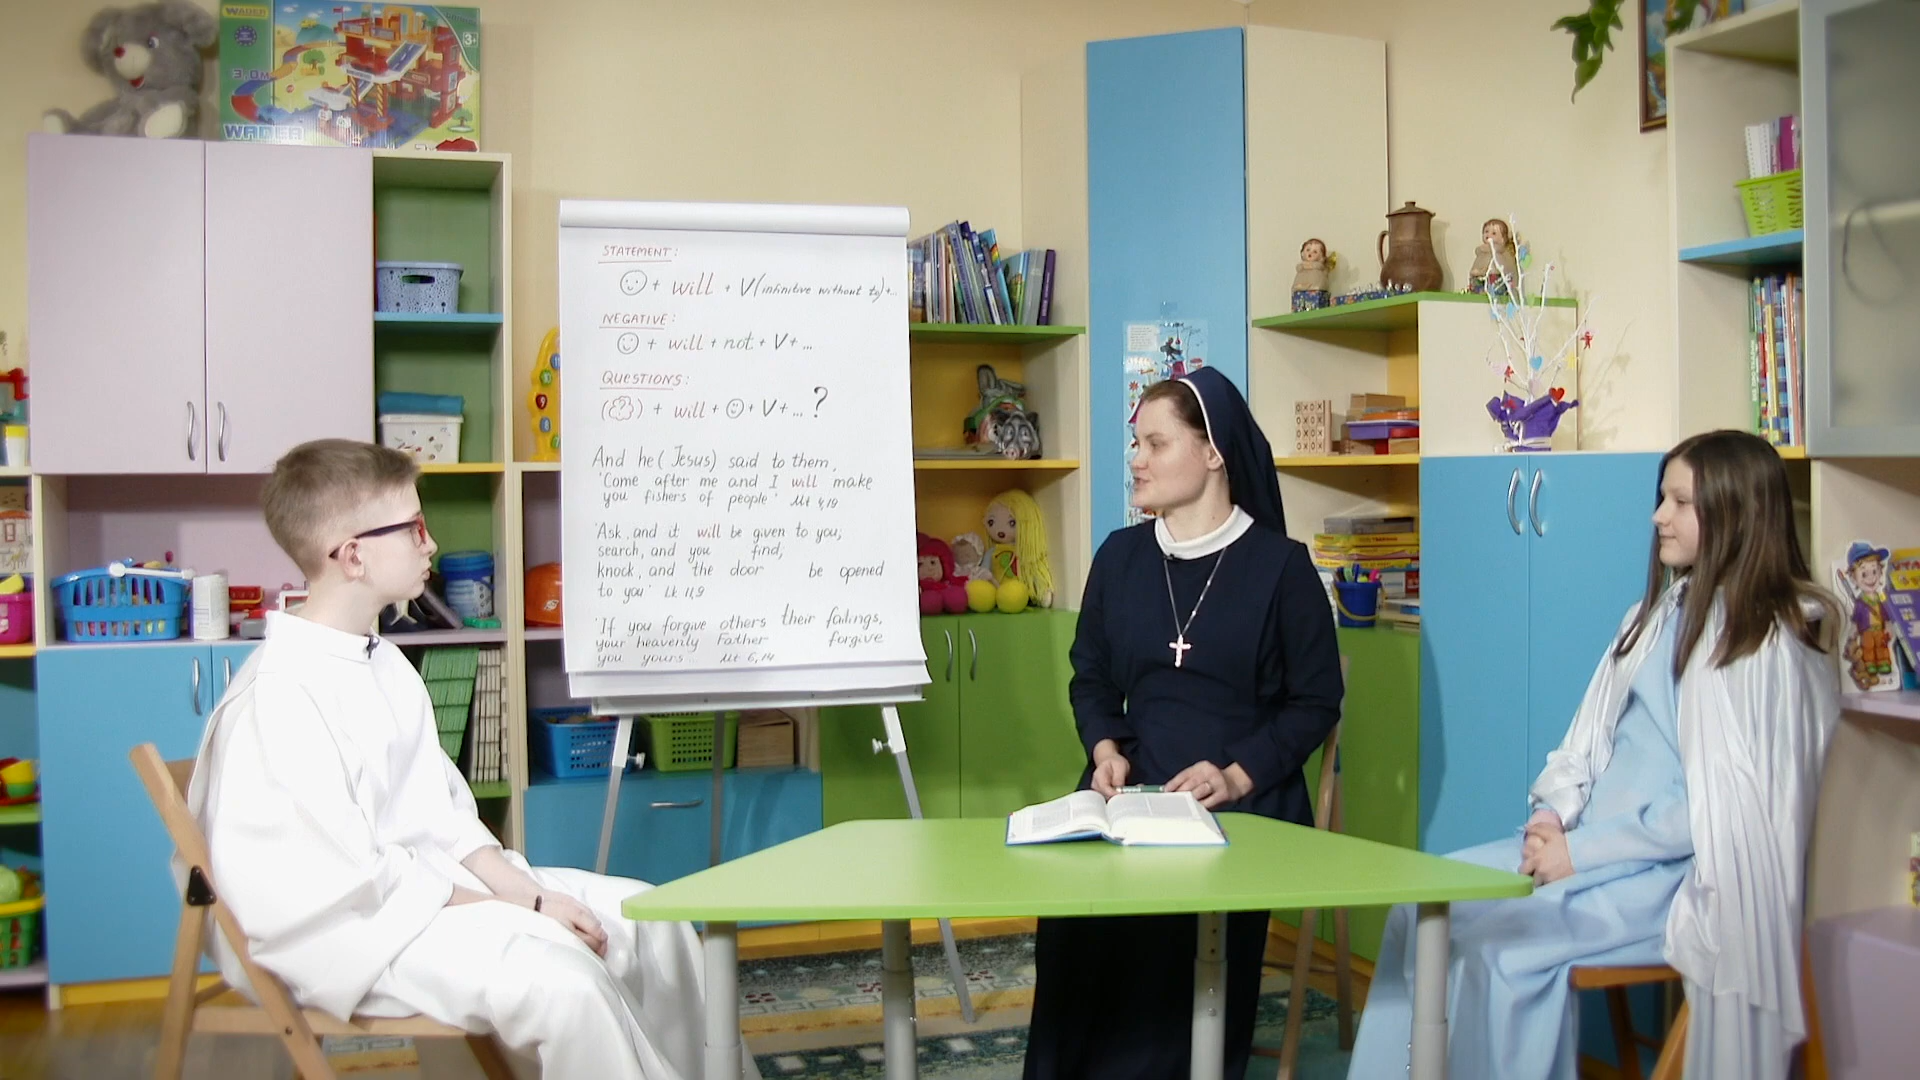 WADER
3+
WADER
STATEMENT:
☺ + will + V (infinitive without to) + ...
NEGATIVE:
☺ + will + not + V + ...
QUESTIONS:
(?) + will + ☺ + V + ... ?
And he (Jesus) said to them,
'Come after me and I will make
you fishers of people' Mt 4,19
'Ask, and it will be given to you;
search, and you find;
knock, and the door be opened
to you' Lk 11,9
'If you forgive others their failings,
your heavenly Father forgive
you yours... Mt 6,14